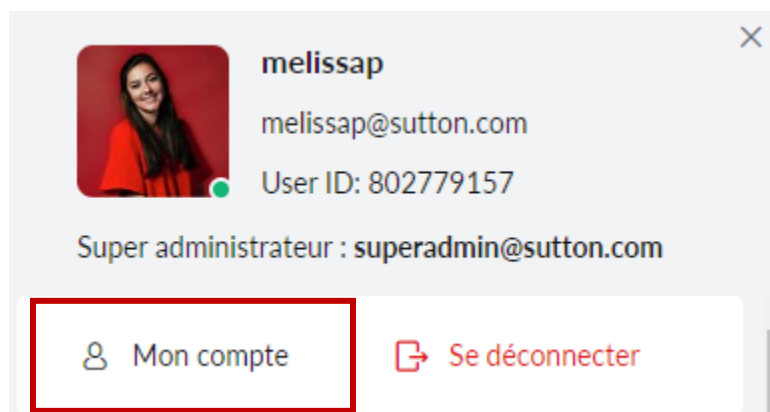 melissap
melissap@sutton.com
User ID: 802779157
Super administrateur : superadmin@sutton.com
Mon compte
Se déconnecter